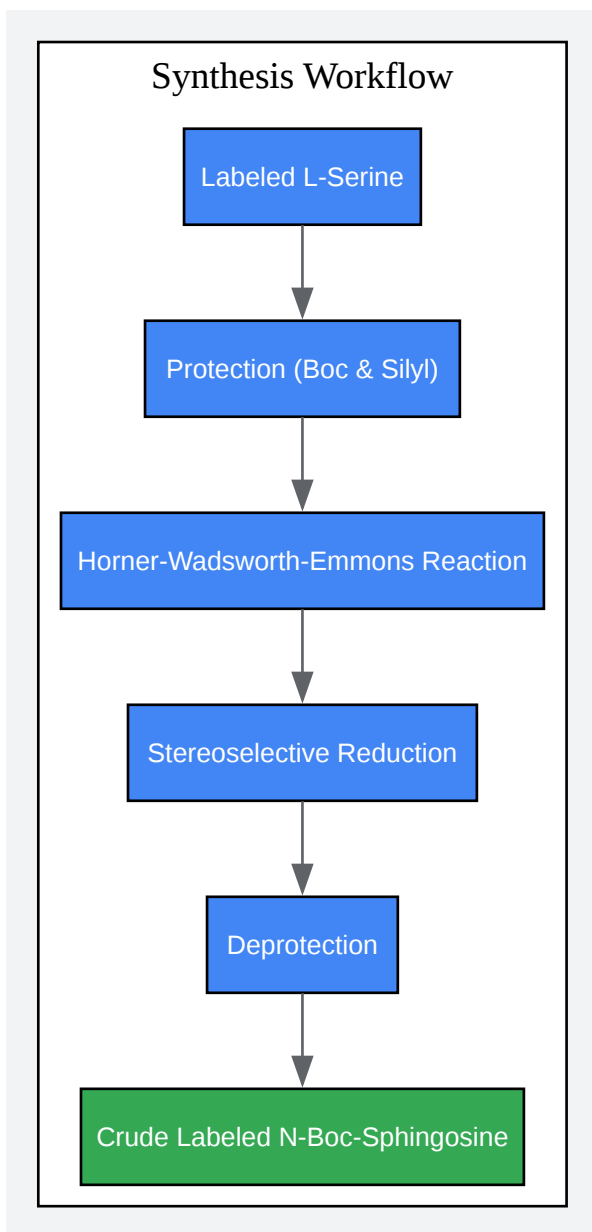 Synthesis Workflow
Labeled L-Serine
Protection (Boc & Silyl)
Horner-Wadsworth-Emmons Reaction
Stereoselective Reduction
Deprotection
Crude Labeled N-Boc-Sphingosine